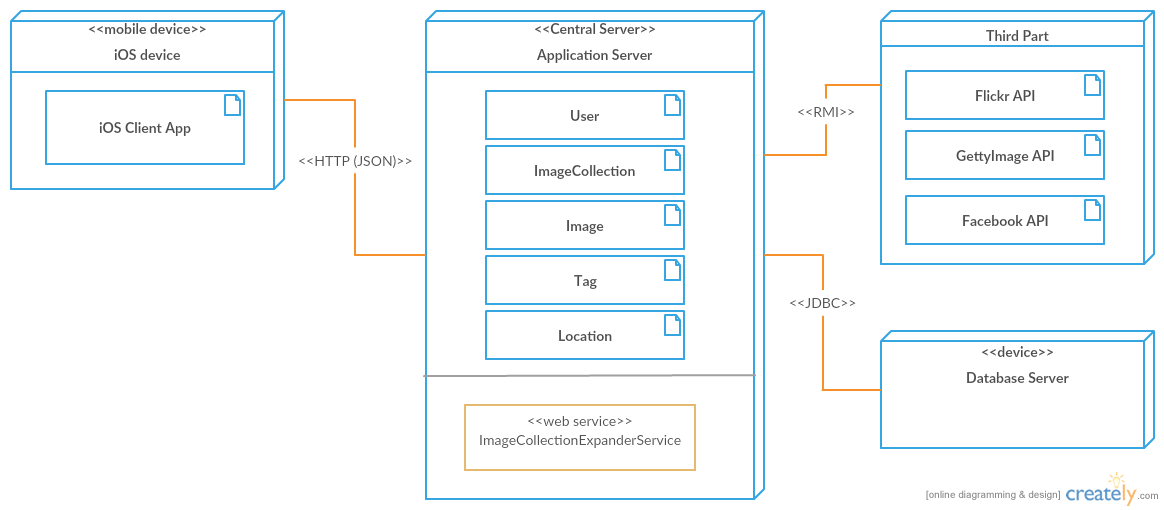 <<mobile device>>
iOS device
iOS Client App
<<HTTP (JSON)>>
<<Central Server>>
Application Server
User
ImageCollection
Image
Tag
Location
<<web service>>
ImageCollectionExpanderService
<<RMI>>
<<JDBC>>
Third Part
Flickr API
GettyImage API
Facebook API
<<device>>
Database Server
[online diagramming & design] creately.com